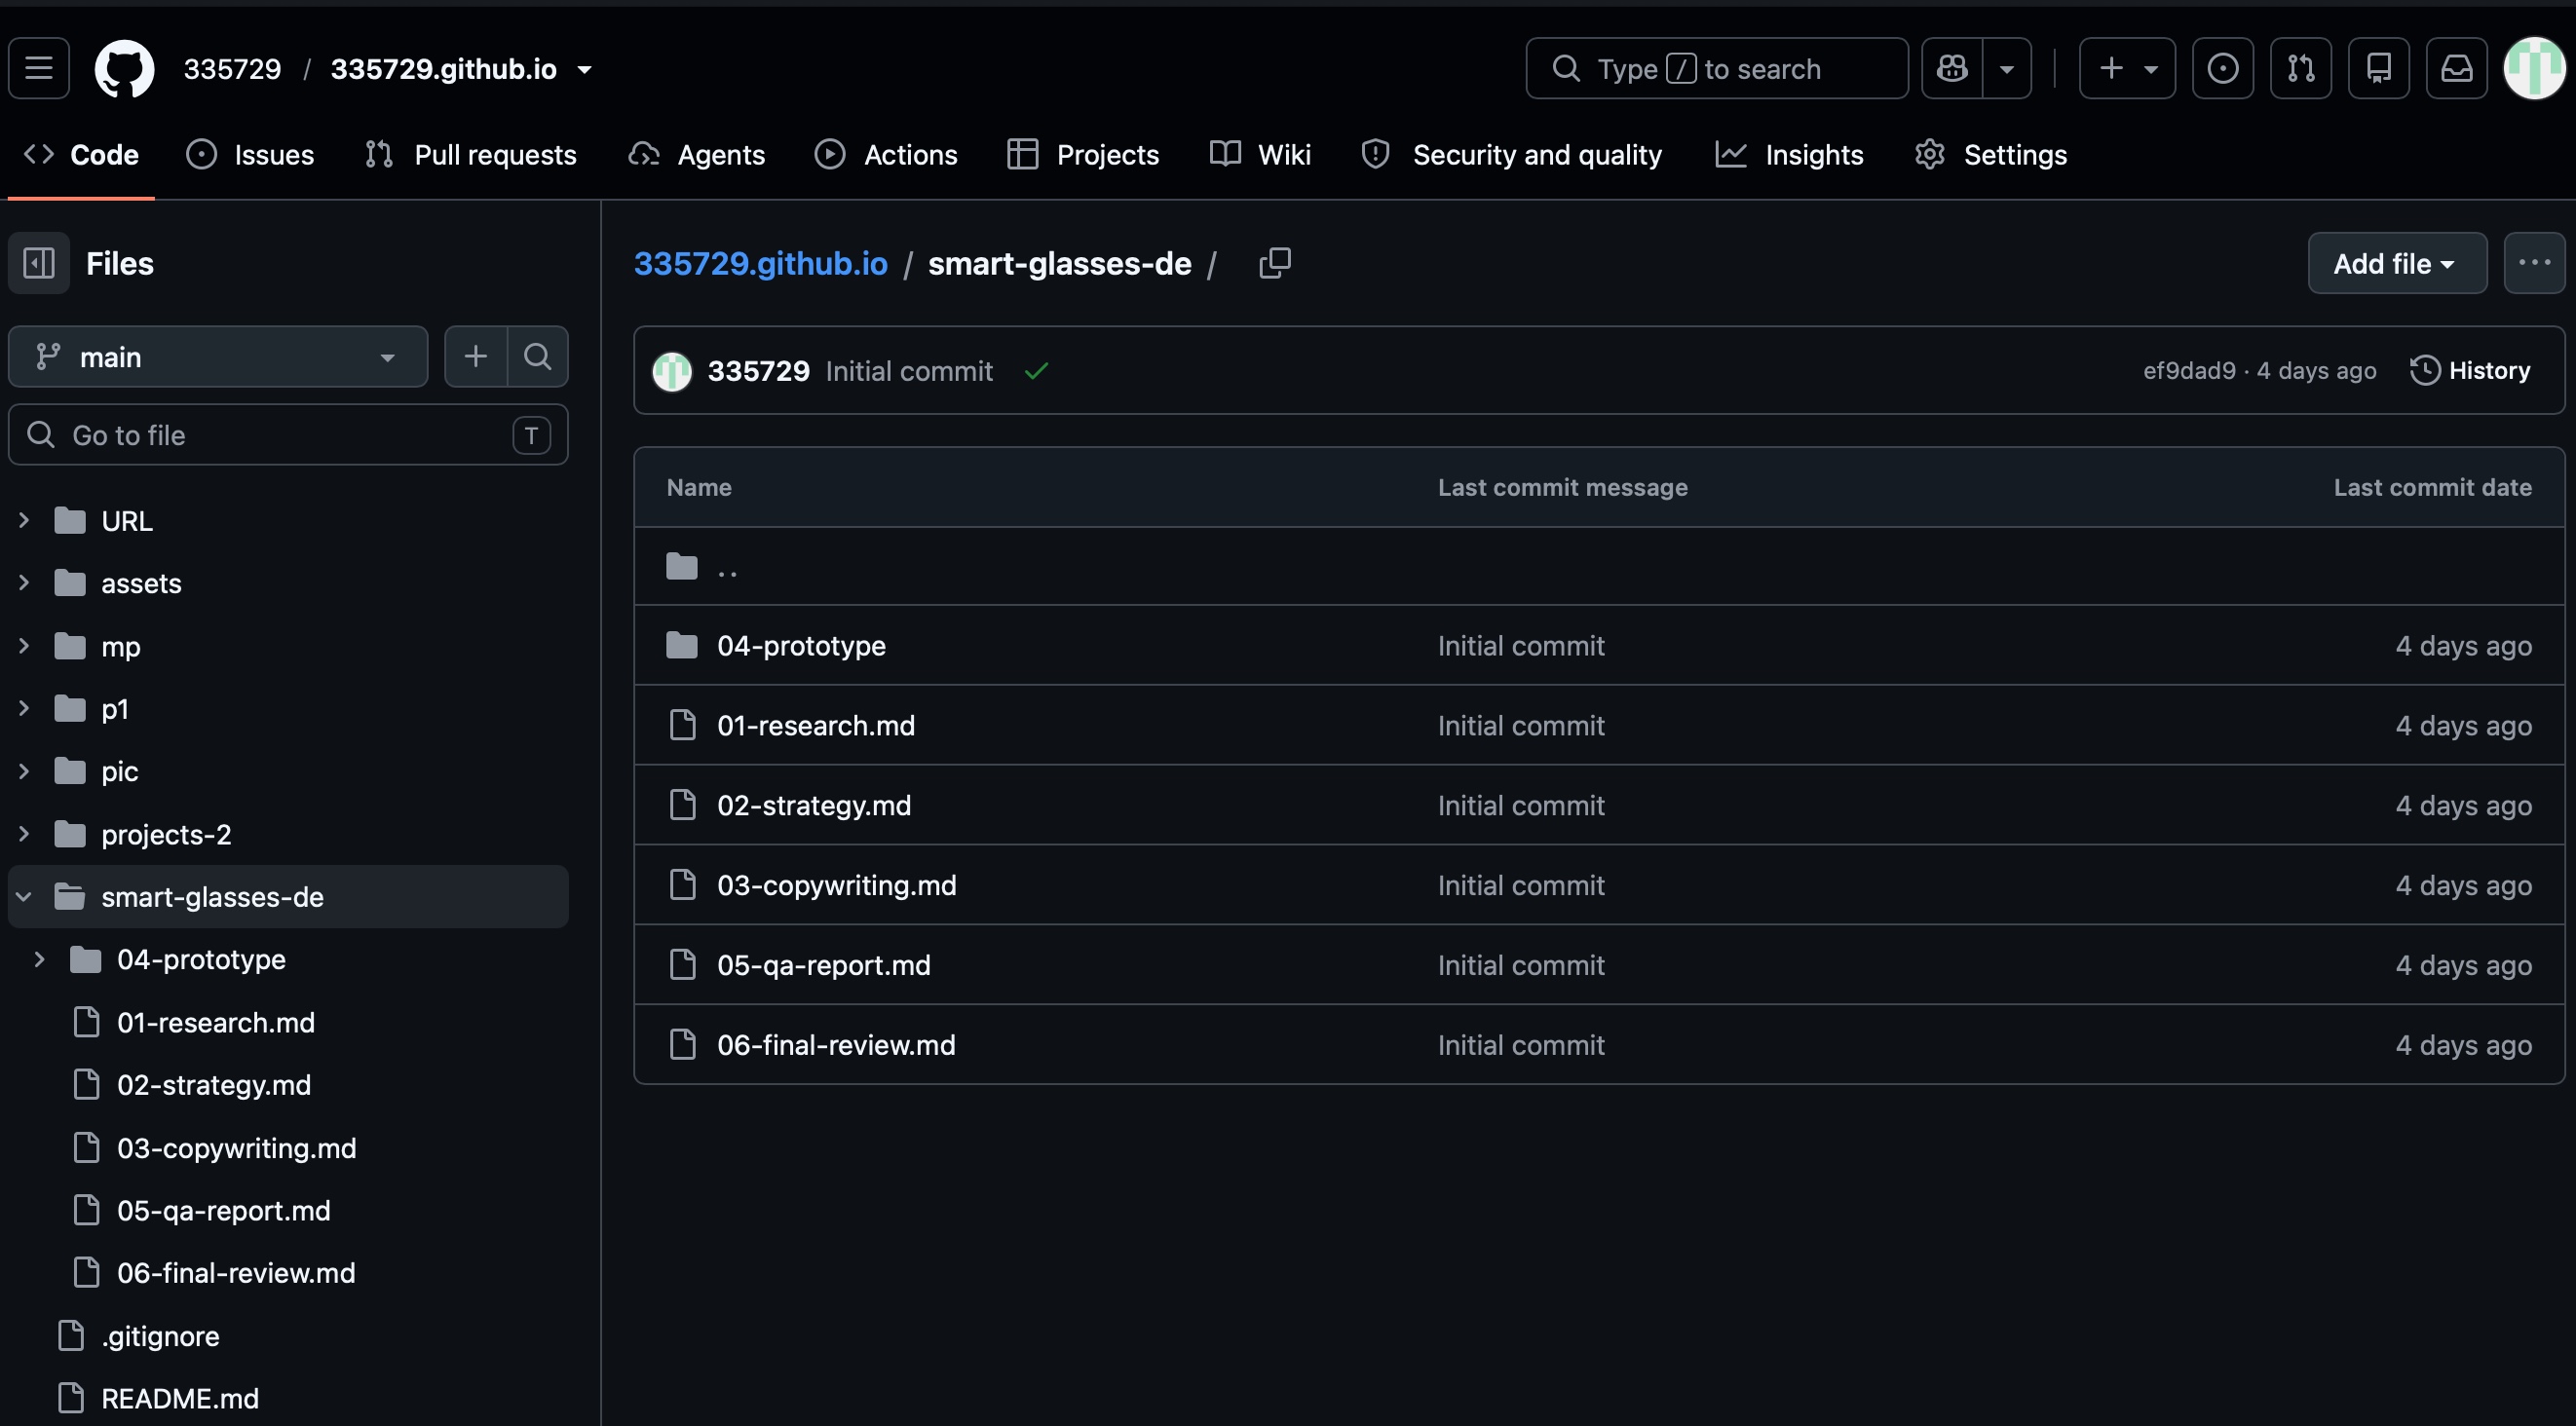 335729 / 335729.github.io
Type / to search
Code Issues Pull requests Agents Actions Projects Wiki Security and quality Insights Settings
Files
main
Go to file T
URL
assets
mp
p1
pic
projects-2
smart-glasses-de
04-prototype
01-research.md
02-strategy.md
03-copywriting.md
05-qa-report.md
06-final-review.md
.gitignore
README.md
335729.github.io / smart-glasses-de /
Add file
335729 Initial commit ef9dad9 · 4 days ago History
Name Last commit message Last commit date
..
04-prototype Initial commit 4 days ago
01-research.md Initial commit 4 days ago
02-strategy.md Initial commit 4 days ago
03-copywriting.md Initial commit 4 days ago
05-qa-report.md Initial commit 4 days ago
06-final-review.md Initial commit 4 days ago